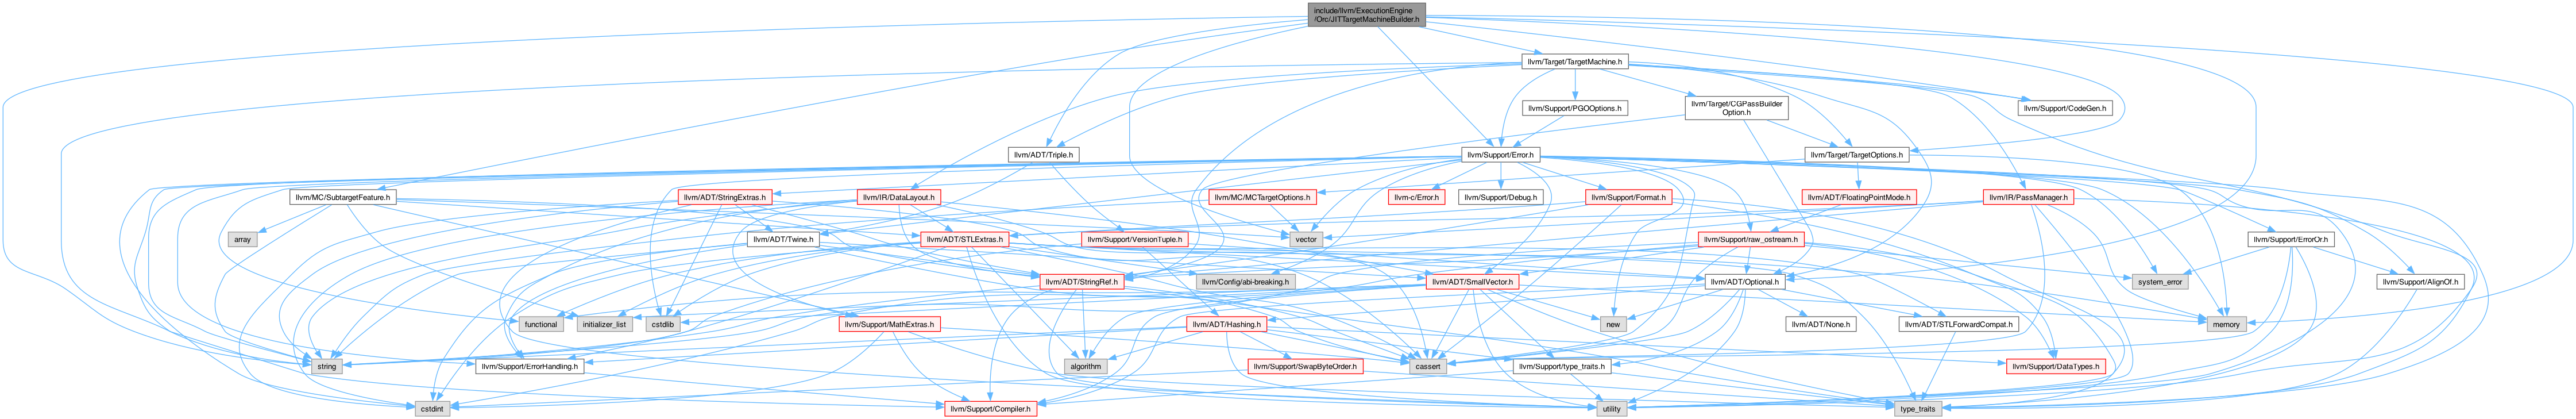 include/llvm/ExecutionEngine
/Orc/JITTargetMachineBuilder.h
llvm/Target/TargetMachine.h
llvm/Support/PGOOptions.h
llvm/Target/CGPassBuilder
Option.h
llvm/Support/CodeGen.h
llvm/ADT/Triple.h
llvm/Support/Error.h
llvm/Target/TargetOptions.h
llvm/MC/SubtargetFeature.h
llvm/ADT/StringExtras.h
llvm/IR/DataLayout.h
llvm/MC/MCTargetOptions.h
llvm-c/Error.h
llvm/Support/Debug.h
llvm/Support/Format.h
llvm/ADT/FloatingPointMode.h
llvm/IR/PassManager.h
array
llvm/ADT/Twine.h
llvm/ADT/STLExtras.h
llvm/Support/VersionTuple.h
vector
llvm/Support/raw_ostream.h
llvm/Support/ErrorOr.h
llvm/ADT/StringRef.h
llvm/Config/abi-breaking.h
llvm/ADT/SmallVector.h
llvm/ADT/Optional.h
system_error
llvm/Support/AlignOf.h
functional
initializer_list
cstdlib
llvm/Support/MathExtras.h
llvm/ADT/Hashing.h
new
llvm/ADT/None.h
llvm/ADT/STLForwardCompat.h
memory
string
llvm/Support/ErrorHandling.h
algorithm
llvm/Support/SwapByteOrder.h
cassert
llvm/Support/type_traits.h
llvm/Support/DataTypes.h
cstdint
llvm/Support/Compiler.h
utility
type_traits